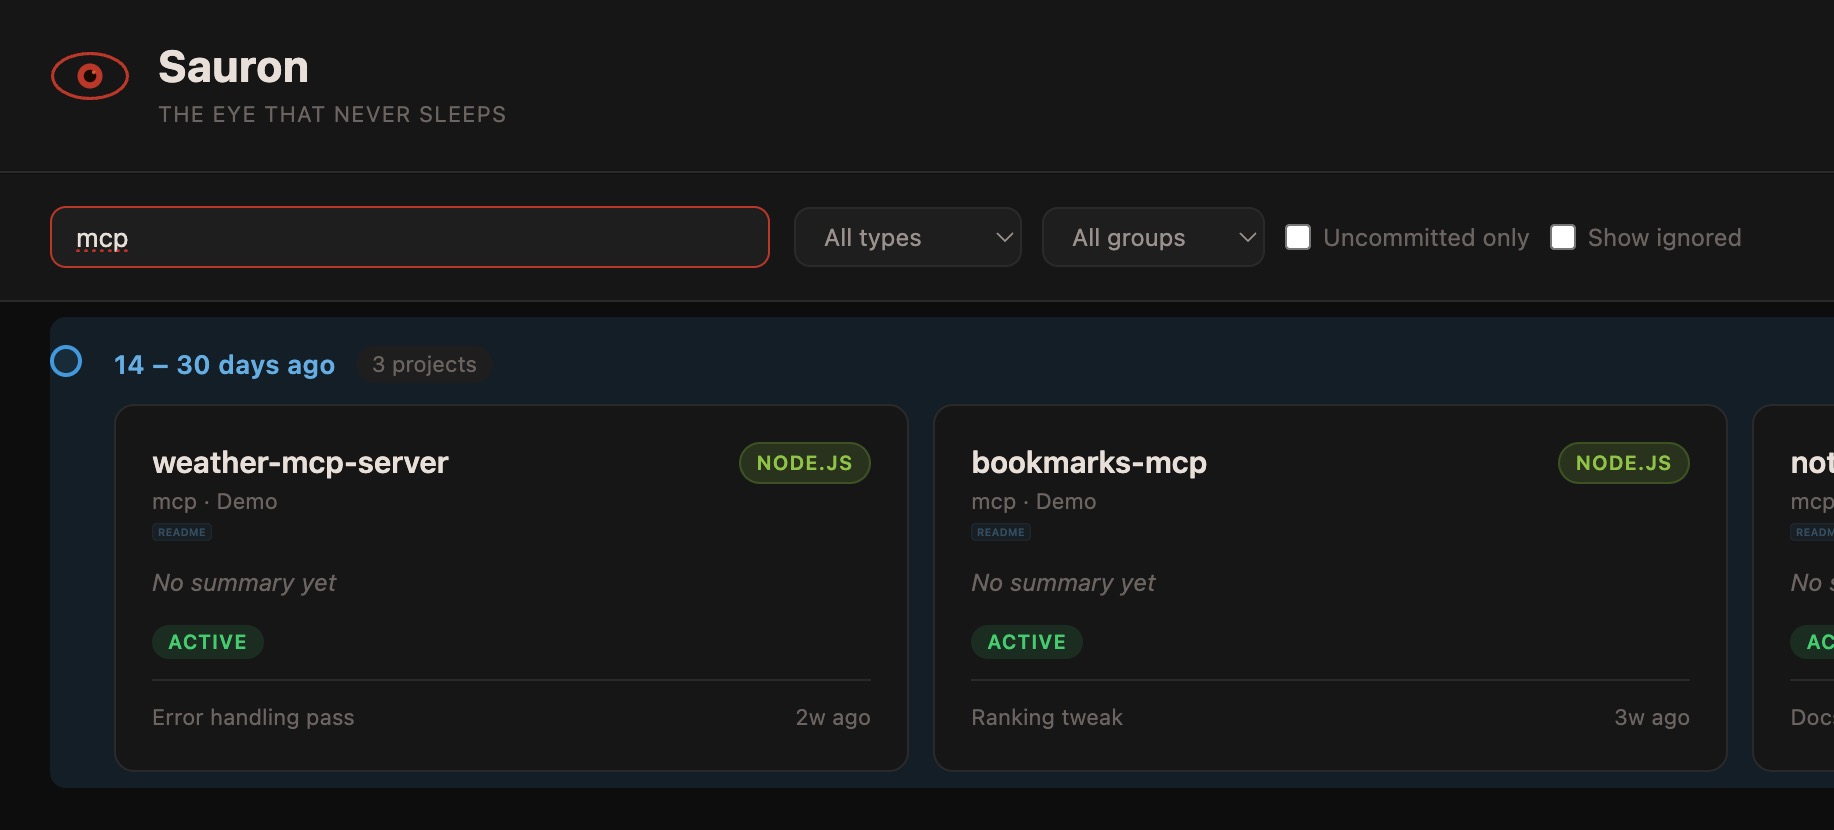 Sauron
THE EYE THAT NEVER SLEEPS
mcp
All types
All groups
Uncommitted only
Show ignored
14 – 30 days ago
3 projects
weather-mcp-server
NODE.JS
mcp · Demo
README
No summary yet
ACTIVE
Error handling pass
2w ago
bookmarks-mcp
NODE.JS
mcp · Demo
README
No summary yet
ACTIVE
Ranking tweak
3w ago
mcp